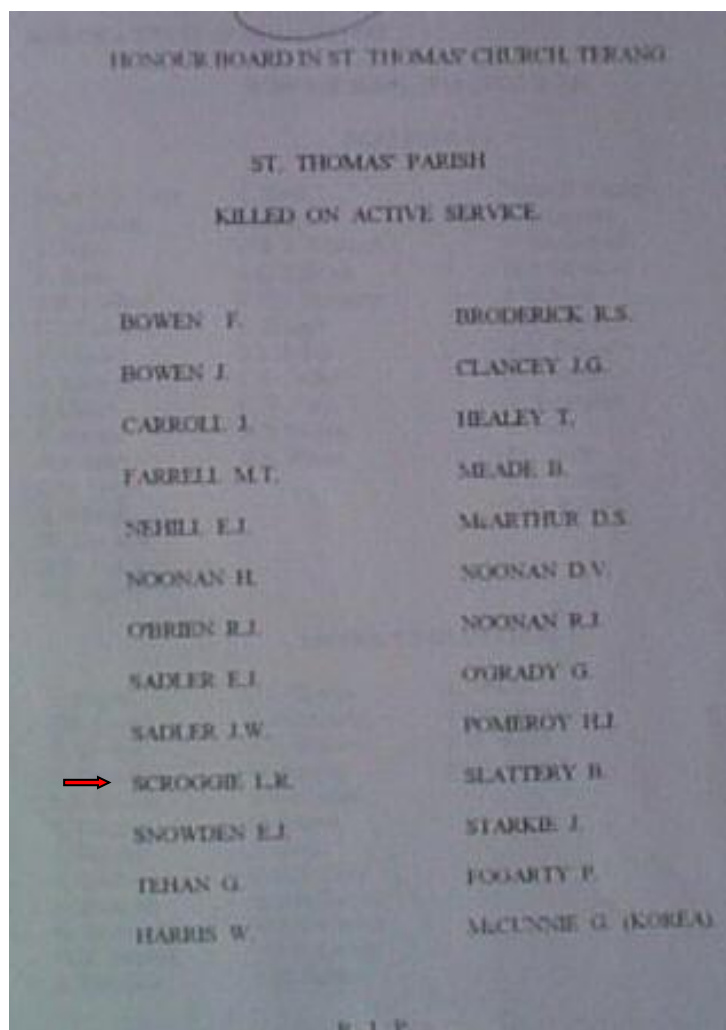 HONOUR BOARD IN ST. THOMAS' CHURCH, TERANG
ST. THOMAS' PARISH
KILLED ON ACTIVE SERVICE.
BOWEN F. BRODERICK R.S.
BOWEN J. CLANCEY J.G.
CARROLL J. HEALEY T.
FARRELL M.T. MEADE B.
NEHILL E.J. McARTHUR D.S.
NOONAN H. NOONAN D.V.
O'BRIEN R.J. NOONAN R.J.
SADLER E.J. O'GRADY G.
SADLER J.W. POMEROY H.J.
SCROGGIE L.R. SLATTERY B.
SNOWDEN E.J. STARKIE J.
TEHAN G. FOGARTY P.
HARRIS W. McCUNNIE G. (KOREA).
R. I. P.